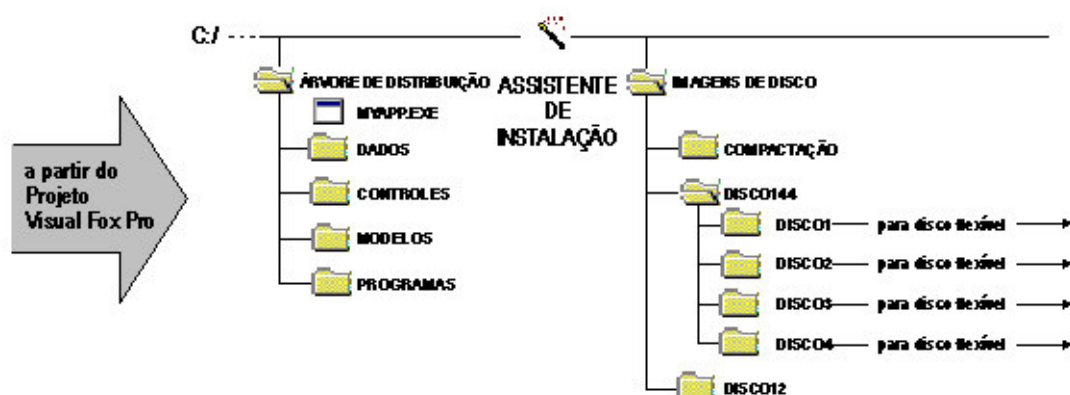 C:/
ÁRVORE DE DISTRIBUIÇÃO
MYAPP.EXE
DADOS
CONTROLES
MODELOS
PROGRAMAS
a partir do
Projeto
Visual Fox Pro
ASSISTENTE
DE
INSTALAÇÃO
IMAGENS DE DISCO
COMPACTAÇÃO
DISCO144
DISCO1 para disco flexível
DISCO2 para disco flexível
DISCO3 para disco flexível
DISCO4 para disco flexível
DISCO12